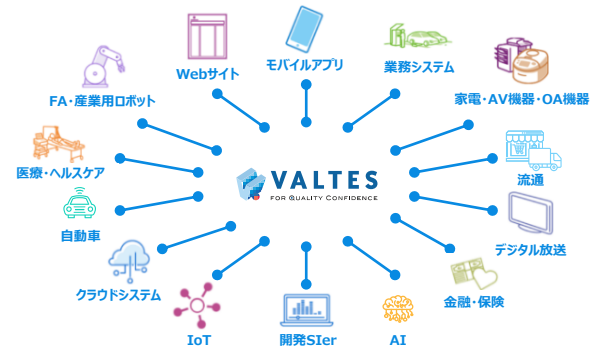 モバイルアプリ
Webサイト
業務システム
FA・産業用ロボット
家電・AV機器・OA機器
医療・ヘルスケア
流通
VALTES
FOR QUALITY CONFIDENCE
自動車
デジタル放送
クラウドシステム
金融・保険
IoT
開発SIer
AI